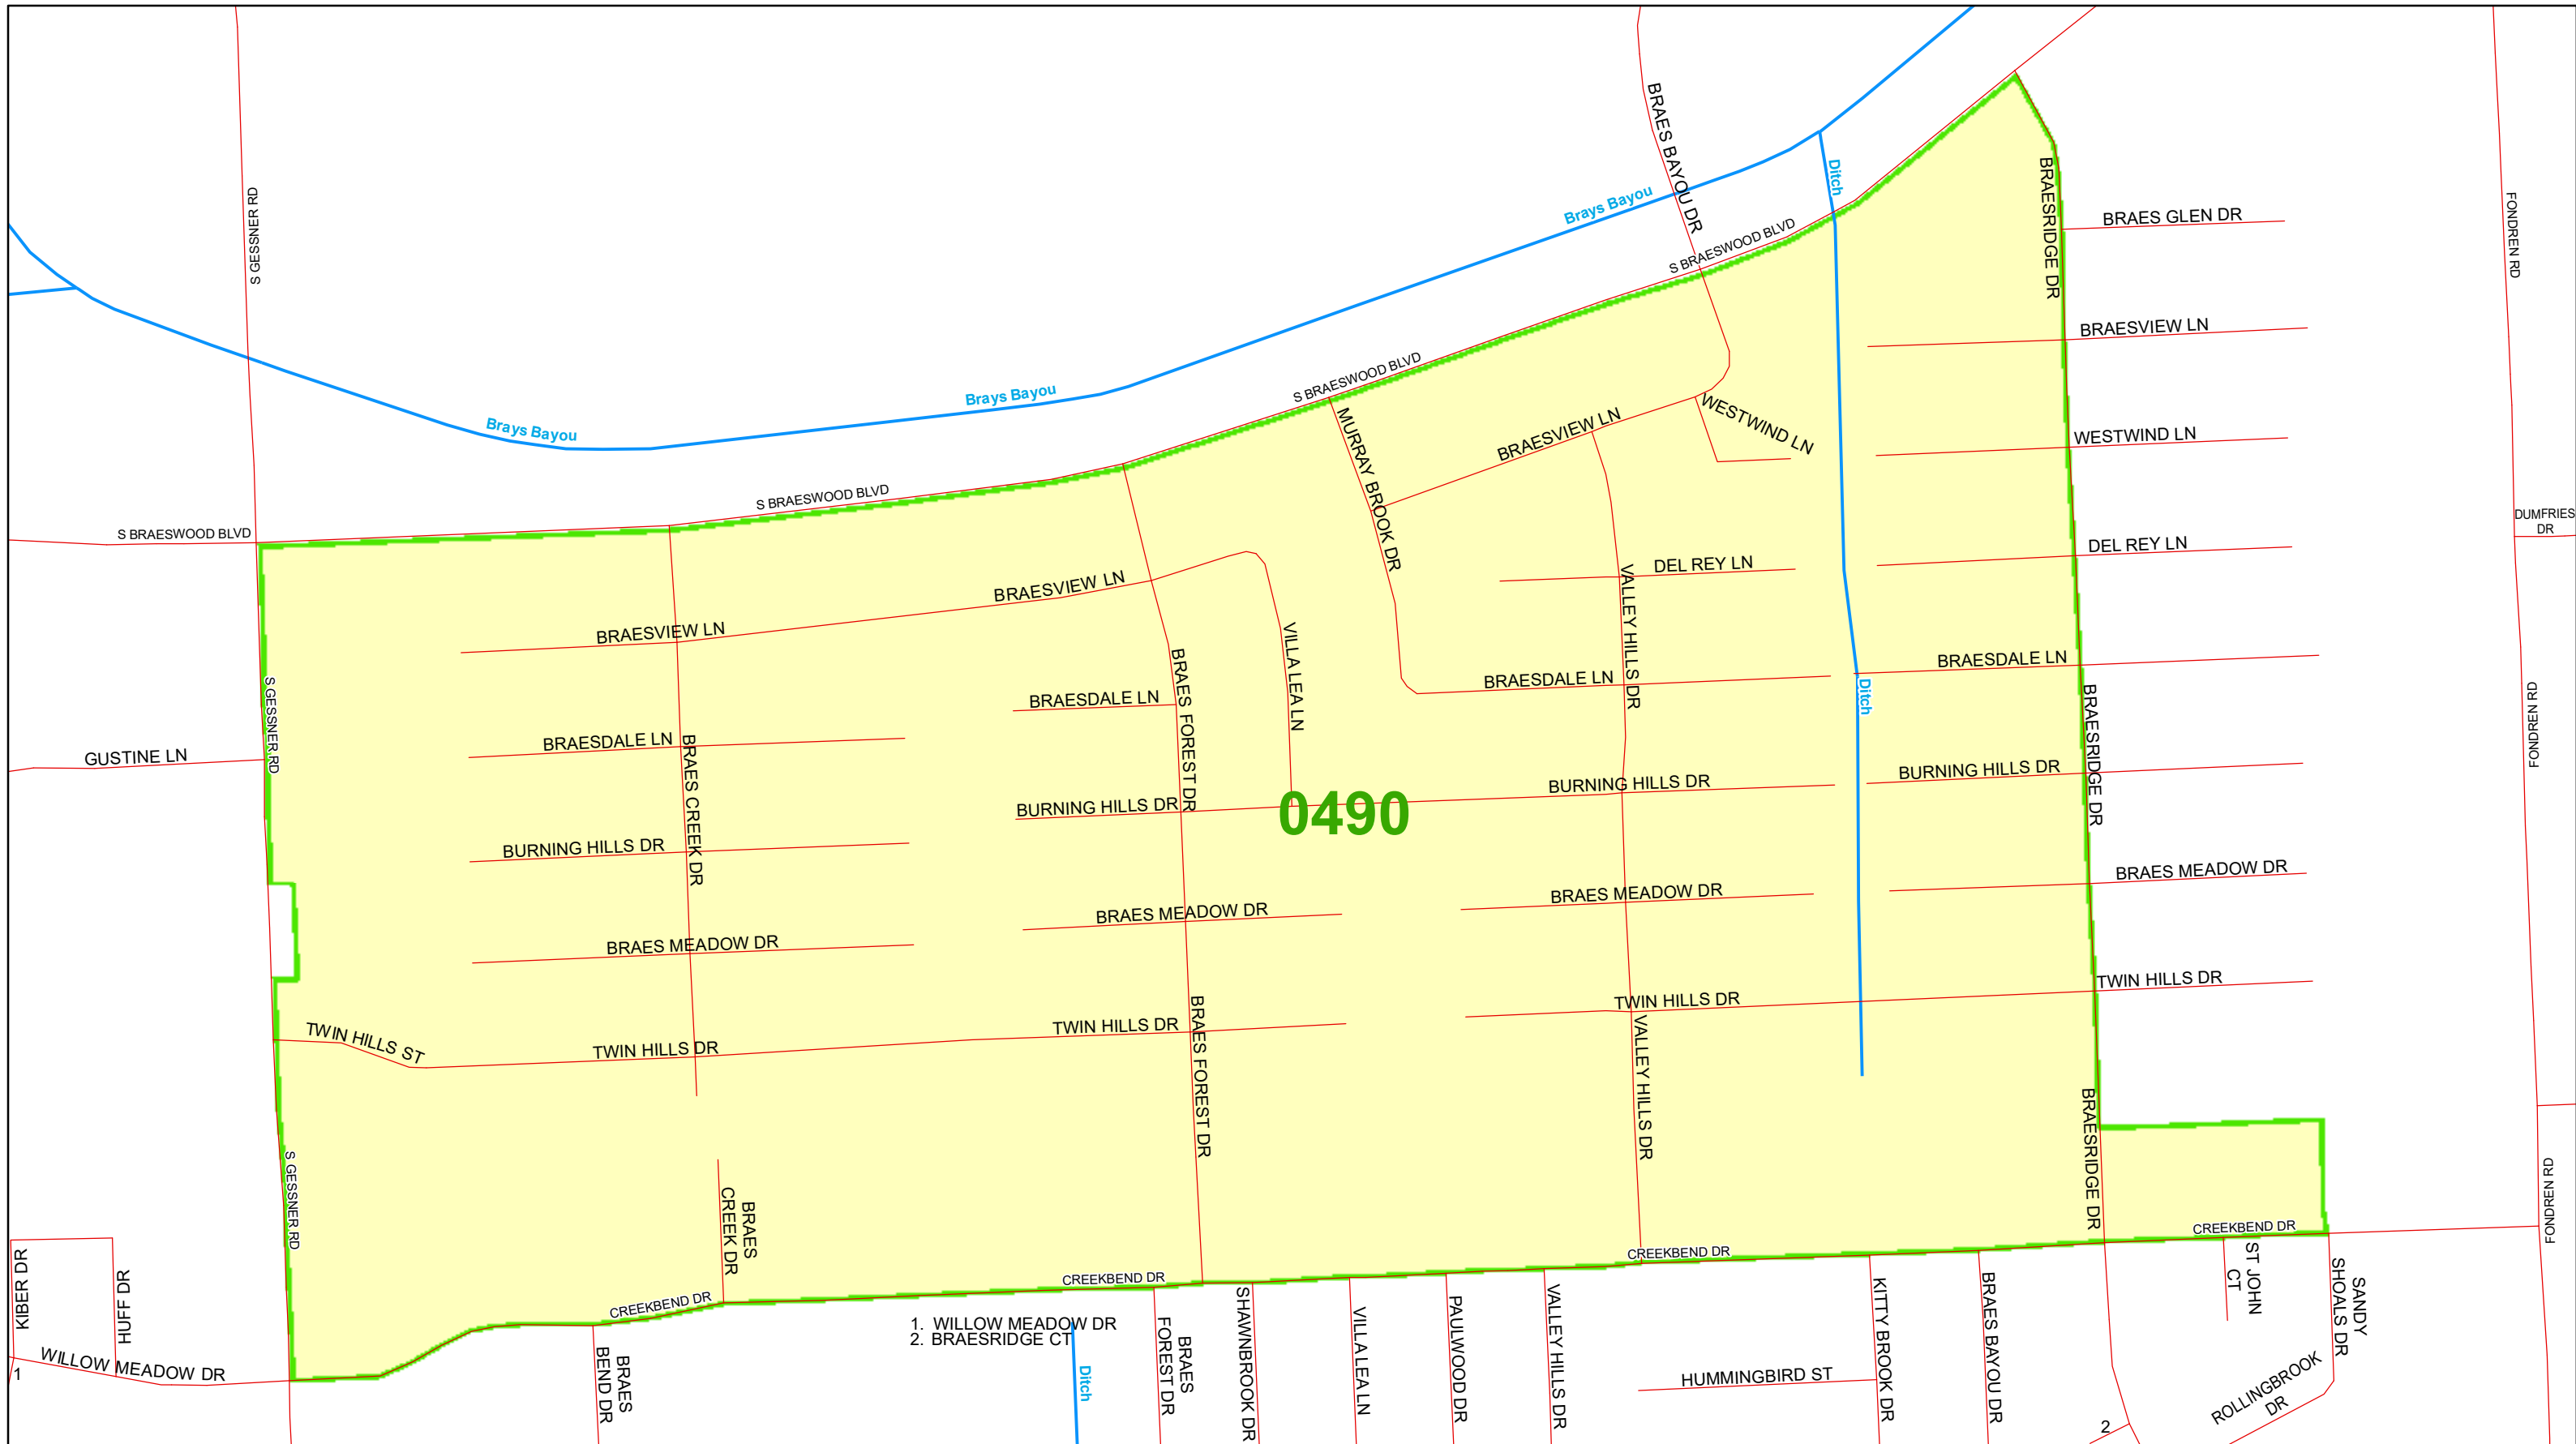 BRAES BAYOU DR
Ditch
Brays Bayou
BRAESRIDGE DR
S GESSNER RD
BRAES GLEN DR
FONDREN RD
S BRAESWOOD BLVD
BRAESVIEW LN
S BRAESWOOD BLVD
Brays Bayou
Brays Bayou
MURRAY BROOK DR
BRAESVIEW LN
WESTWIND LN
WESTWIND LN
S BRAESWOOD BLVD
S BRAESWOOD BLVD
DUMFRIES
DR
DEL REY LN
DEL REY LN
BRAESVIEW LN
BRAESVIEW LN
VALLEY HILLS DR
VILLA LEA LN
BRAES FOREST DR
BRAESDALE LN
BRAESDALE LN
BRAESDALE LN
BRAESDALE LN
Ditch
S GESSNER RD
BRAESRIDGE DR
FONDREN RD
GUSTINE LN
BRAES CREEK DR
BURNING HILLS DR
BURNING HILLS DR
BURNING HILLS DR
BURNING HILLS DR
0490
BRAES MEADOW DR
BRAES MEADOW DR
BRAES MEADOW DR
BRAES MEADOW DR
TWIN HILLS DR
TWIN HILLS DR
TWIN HILLS DR
TWIN HILLS DR
TWIN HILLS ST
BRAES FOREST DR
VALLEY HILLS DR
BRAESRIDGE DR
S GESSNER RD
FONDREN RD
BRAES
CREEK DR
CREEKBEND DR
CREEKBEND DR
CREEKBEND DR
CREEKBEND DR
KIBER DR
HUFF DR
WILLOW MEADOW DR
1
1. WILLOW MEADOW DR
2. BRAESRIDGE CT
BRAES
BEND DR
Ditch
BRAES
FOREST DR
SHAWNBROOK DR
VILLA LEA LN
PAULWOOD DR
VALLEY HILLS DR
HUMMINGBIRD ST
KITTY BROOK DR
BRAES BAYOU DR
ST JOHN
CT
SANDY
SHOALS DR
ROLLINGBROOK
DR
2